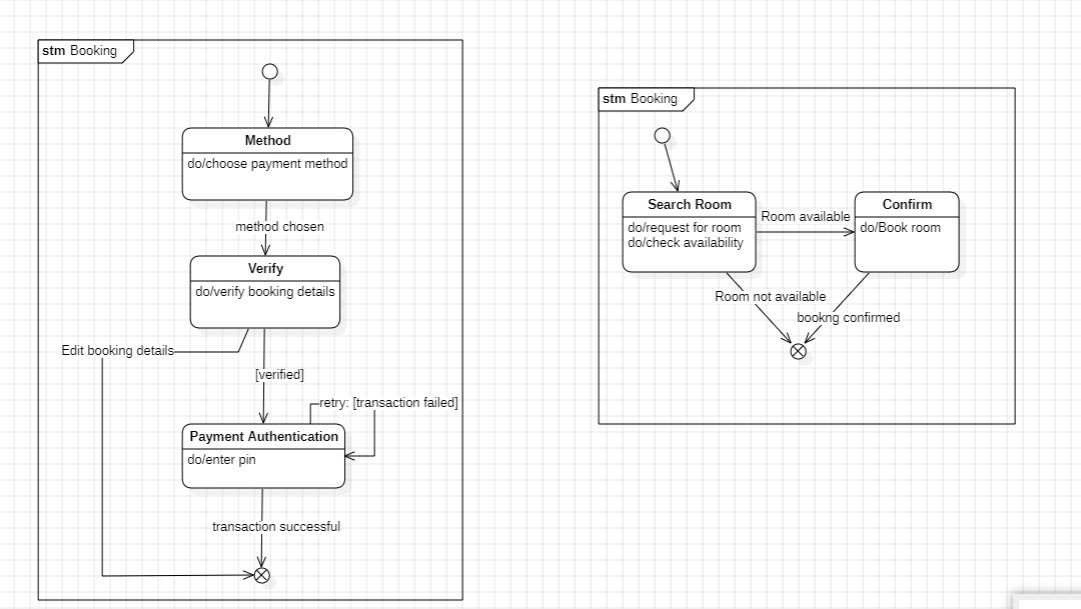 stm Booking
Method
do/choose payment method
method chosen
Verify
do/verify booking details
Edit booking details
[verified]
retry: [transaction failed]
Payment Authentication
do/enter pin
transaction successful
stm Booking
Search Room
do/request for room
do/check availability
Room available
Confirm
do/Book room
Room not available
bookng confirmed